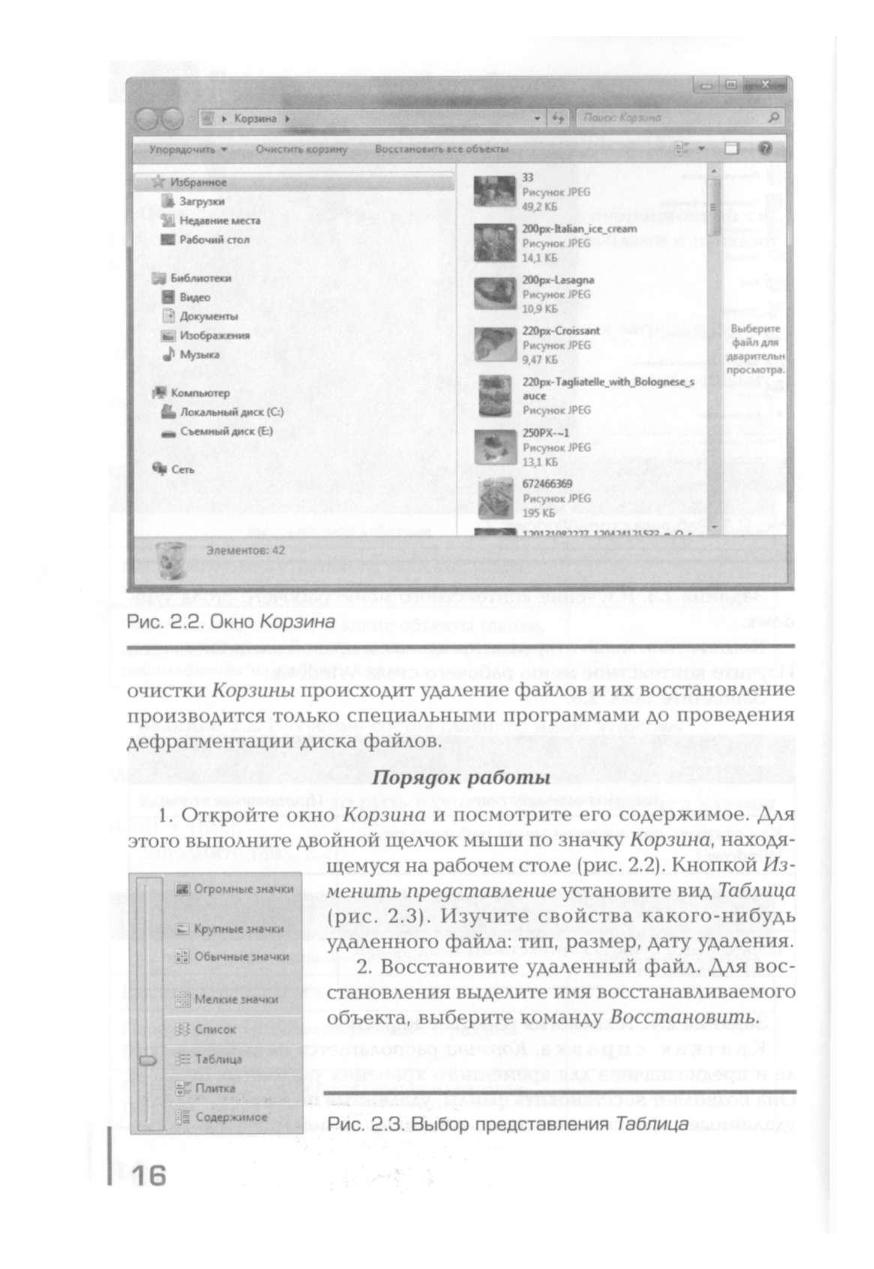 Корзина
Поиск: Корзина
Упорядочить Очистить корзину Восстановить все объекты
Избранное
Загрузки
Недавние места
Рабочий стол
Библиотеки
Видео
Документы
Изображения
Музыка
Компьютер
Локальный диск (C:)
Съемный диск (E:)
Сеть
33
Рисунок JPEG
49,2 КБ
200px-Italian_ice_cream
Рисунок JPEG
14,1 КБ
200px-Lasagna
Рисунок JPEG
10,9 КБ
220px-Croissant
Рисунок JPEG
9,47 КБ
220px-Tagliatelle_with_Bolognese_s
auce
Рисунок JPEG
250PX-~1
Рисунок JPEG
13,1 КБ
672466369
Рисунок JPEG
195 КБ
Выберите
файл для
дварительн
просмотра.
Элементов: 42
Рис. 2.2. Окно Корзина
очистки Корзины происходит удаление файлов и их восстановление
производится только специальными программами до проведения
дефрагментации диска файлов.
Порядок работы
1. Откройте окно Корзина и посмотрите его содержимое. Для
этого выполните двойной щелчок мыши по значку Корзина, находя-
щемуся на рабочем столе (рис. 2.2). Кнопкой Из-
менить представление установите вид Таблица
(рис. 2.3). Изучите свойства какого-нибудь
удаленного файла: тип, размер, дату удаления.
2. Восстановите удаленный файл. Для вос-
становления выделите имя восстанавливаемого
объекта, выберите команду Восстановить.
Огромные значки
Крупные значки
Обычные значки
Мелкие значки
Список
Таблица
Плитка
Содержимое
Рис. 2.3. Выбор представления Таблица
16